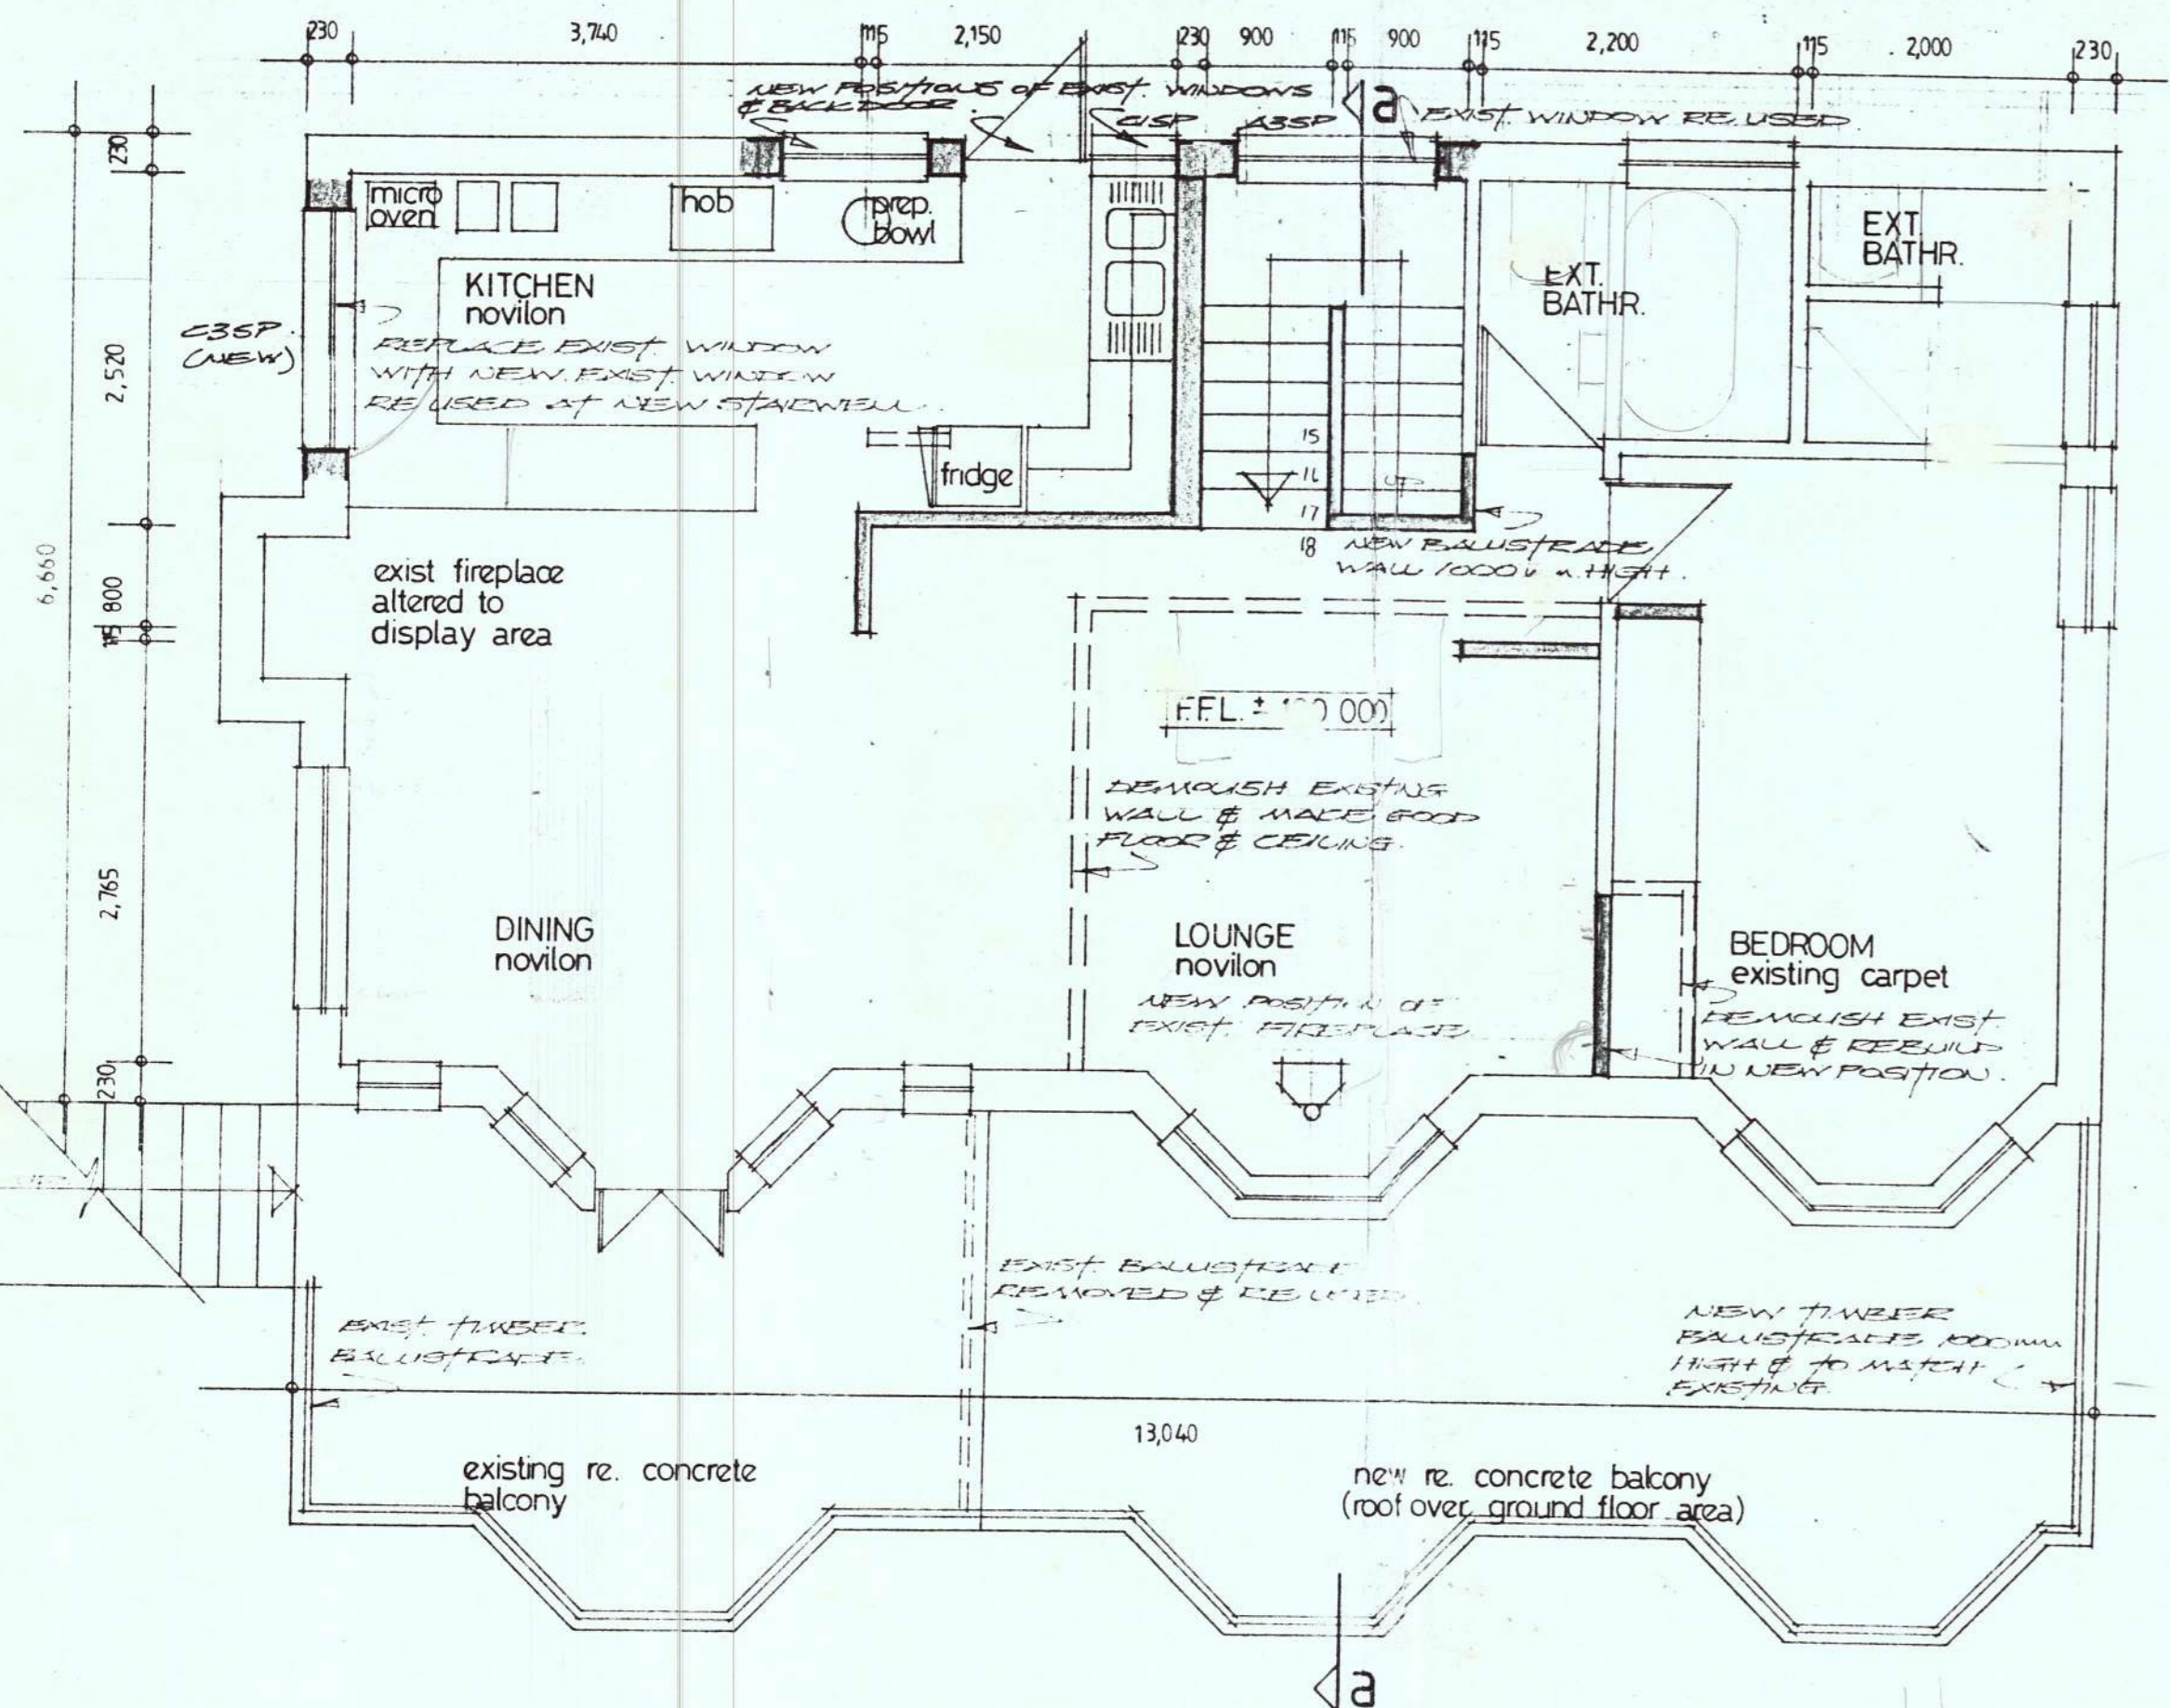 230
3,740
115
2,150
230
900
115
900
115
2,200
115
2,000
230
NEW POSITIONS OF EXIST. WINDOWS
& BACK DOOR.
C1SP
A3SP
a
EXIST. WINDOW RE. USED.
230
2,520
6,660
800
115
2,765
230
micro
oven
hob
prep.
bowl
KITCHEN
novilon
C3SP.
(NEW)
REPLACE EXIST. WINDOW
WITH NEW. EXIST. WINDOW
RE USED AT NEW STAIRWELL.
fridge
EXT.
BATHR.
EXT.
BATHR.
15
16
17
18
UP
NEW BALUSTRADE
WALL 1000 HIGH.
exist fireplace
altered to
display area
F.F.L. ± 000
DEMOLISH EXISTING
WALL & MAKE GOOD
FLOOR & CEILING.
DINING
novilon
LOUNGE
novilon
NEW POSITION OF
EXIST. FIREPLACE
BEDROOM
existing carpet
DEMOLISH EXIST.
WALL & REBUILD
IN NEW POSITION.
EXIST. BALUSTRADE
REMOVED & RE USED.
EXIST. TIMBER
BALUSTRADE.
NEW TIMBER
BALUSTRADE 1000mm
HIGH & TO MATCH
EXISTING.
13,040
existing re. concrete
balcony
new re. concrete balcony
(roof over ground floor area)
a